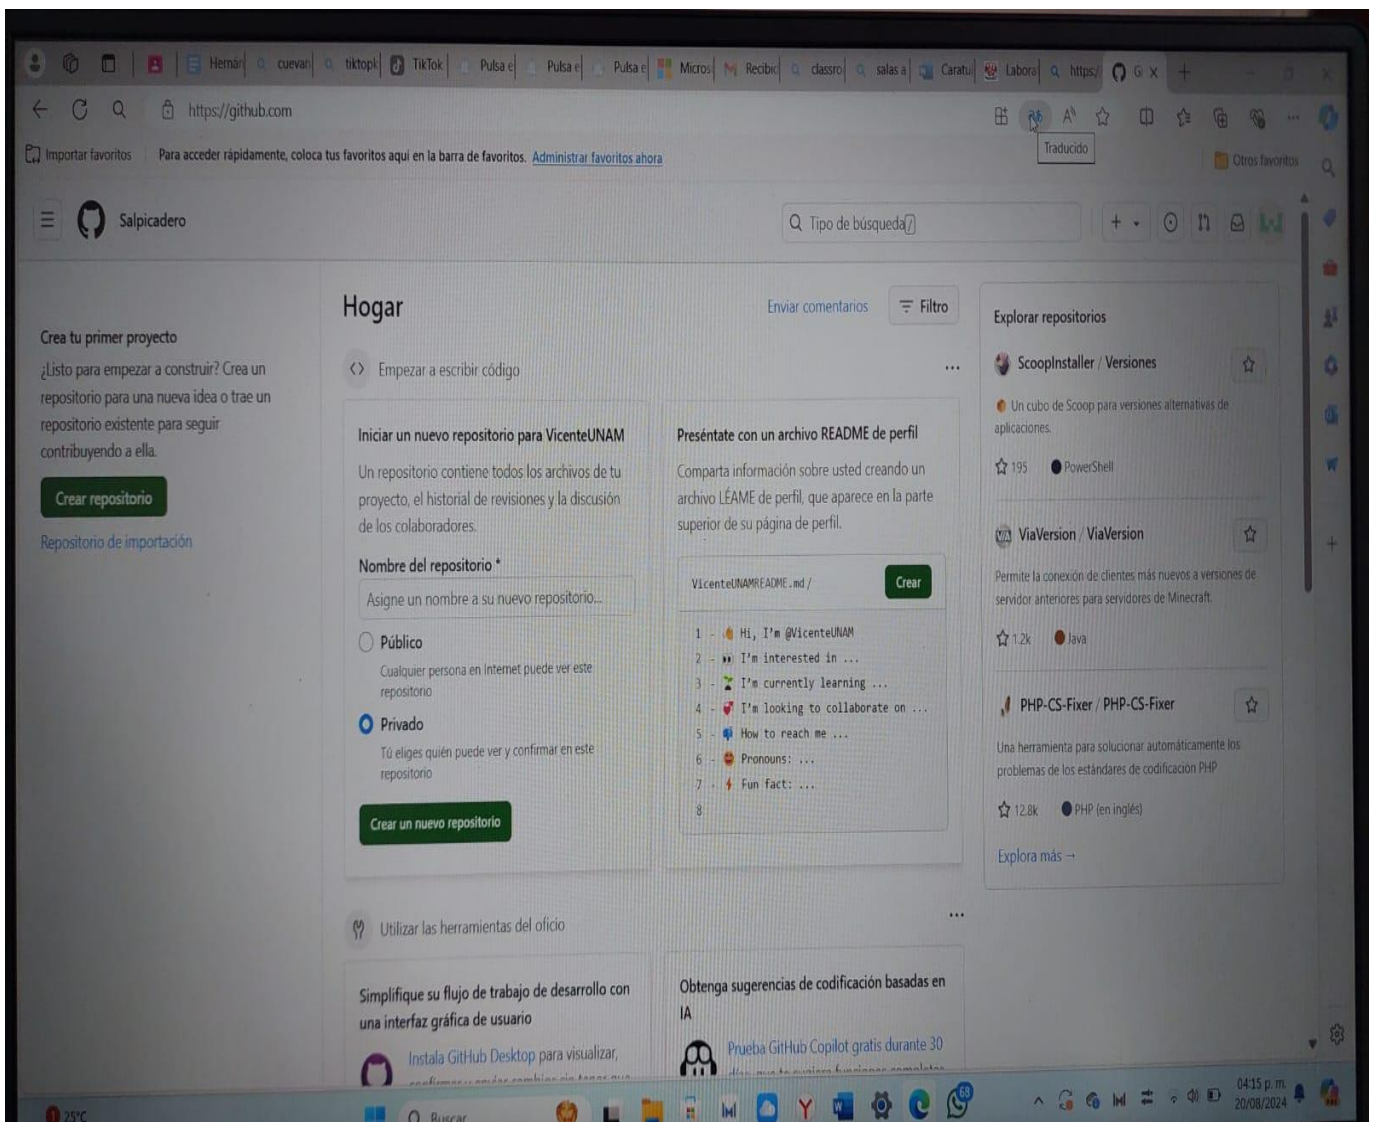 Hernán
cuevan
tiktopk
TikTok
Pulsa e
Pulsa e
Pulsa e
Micros
Recibid
classro
salas a
Caratul
Labora
https:/
G
https://github.com
Traducido
Importar favoritos
Para acceder rápidamente, coloca tus favoritos aquí en la barra de favoritos. Administrar favoritos ahora
Otros favoritos
Salpicadero
Tipo de búsqueda/
Crea tu primer proyecto
¿Listo para empezar a construir? Crea un
repositorio para una nueva idea o trae un
repositorio existente para seguir
contribuyendo a ella.
Crear repositorio
Repositorio de importación
Hogar
Enviar comentarios
Filtro
Empezar a escribir código
...
Iniciar un nuevo repositorio para VicenteUNAM
Un repositorio contiene todos los archivos de tu
proyecto, el historial de revisiones y la discusión
de los colaboradores.
Nombre del repositorio *
Asigne un nombre a su nuevo repositorio...
Público
Cualquier persona en Internet puede ver este
repositorio
Privado
Tú eliges quién puede ver y confirmar en este
repositorio
Crear un nuevo repositorio
Preséntate con un archivo README de perfil
Comparta información sobre usted creando un
archivo LÉAME de perfil, que aparece en la parte
superior de su página de perfil.
VicenteUNAMREADME.md/
Crear
1 - 👋 Hi, I'm @VicenteUNAM
2 - 👀 I'm interested in ...
3 - 🌱 I'm currently learning ...
4 - 💞️ I'm looking to collaborate on ...
5 - 📫 How to reach me ...
6 - 😄 Pronouns: ...
7 - ⚡ Fun fact: ...
8
Explorar repositorios
ScoopInstaller / Versiones
Un cubo de Scoop para versiones alternativas de
aplicaciones.
195 PowerShell
ViaVersion / ViaVersion
Permite la conexión de clientes más nuevos a versiones de
servidor anteriores para servidores de Minecraft.
1.2k Java
PHP-CS-Fixer / PHP-CS-Fixer
Una herramienta para solucionar automáticamente los
problemas de los estándares de codificación PHP
12.8k PHP (en inglés)
Explora más →
Utilizar las herramientas del oficio
...
Simplifique su flujo de trabajo de desarrollo con
una interfaz gráfica de usuario
Instala GitHub Desktop para visualizar,
Obtenga sugerencias de codificación basadas en
IA
Prueba GitHub Copilot gratis durante 30
1
25°C
Buscar
68
04:15 p. m.
20/08/2024